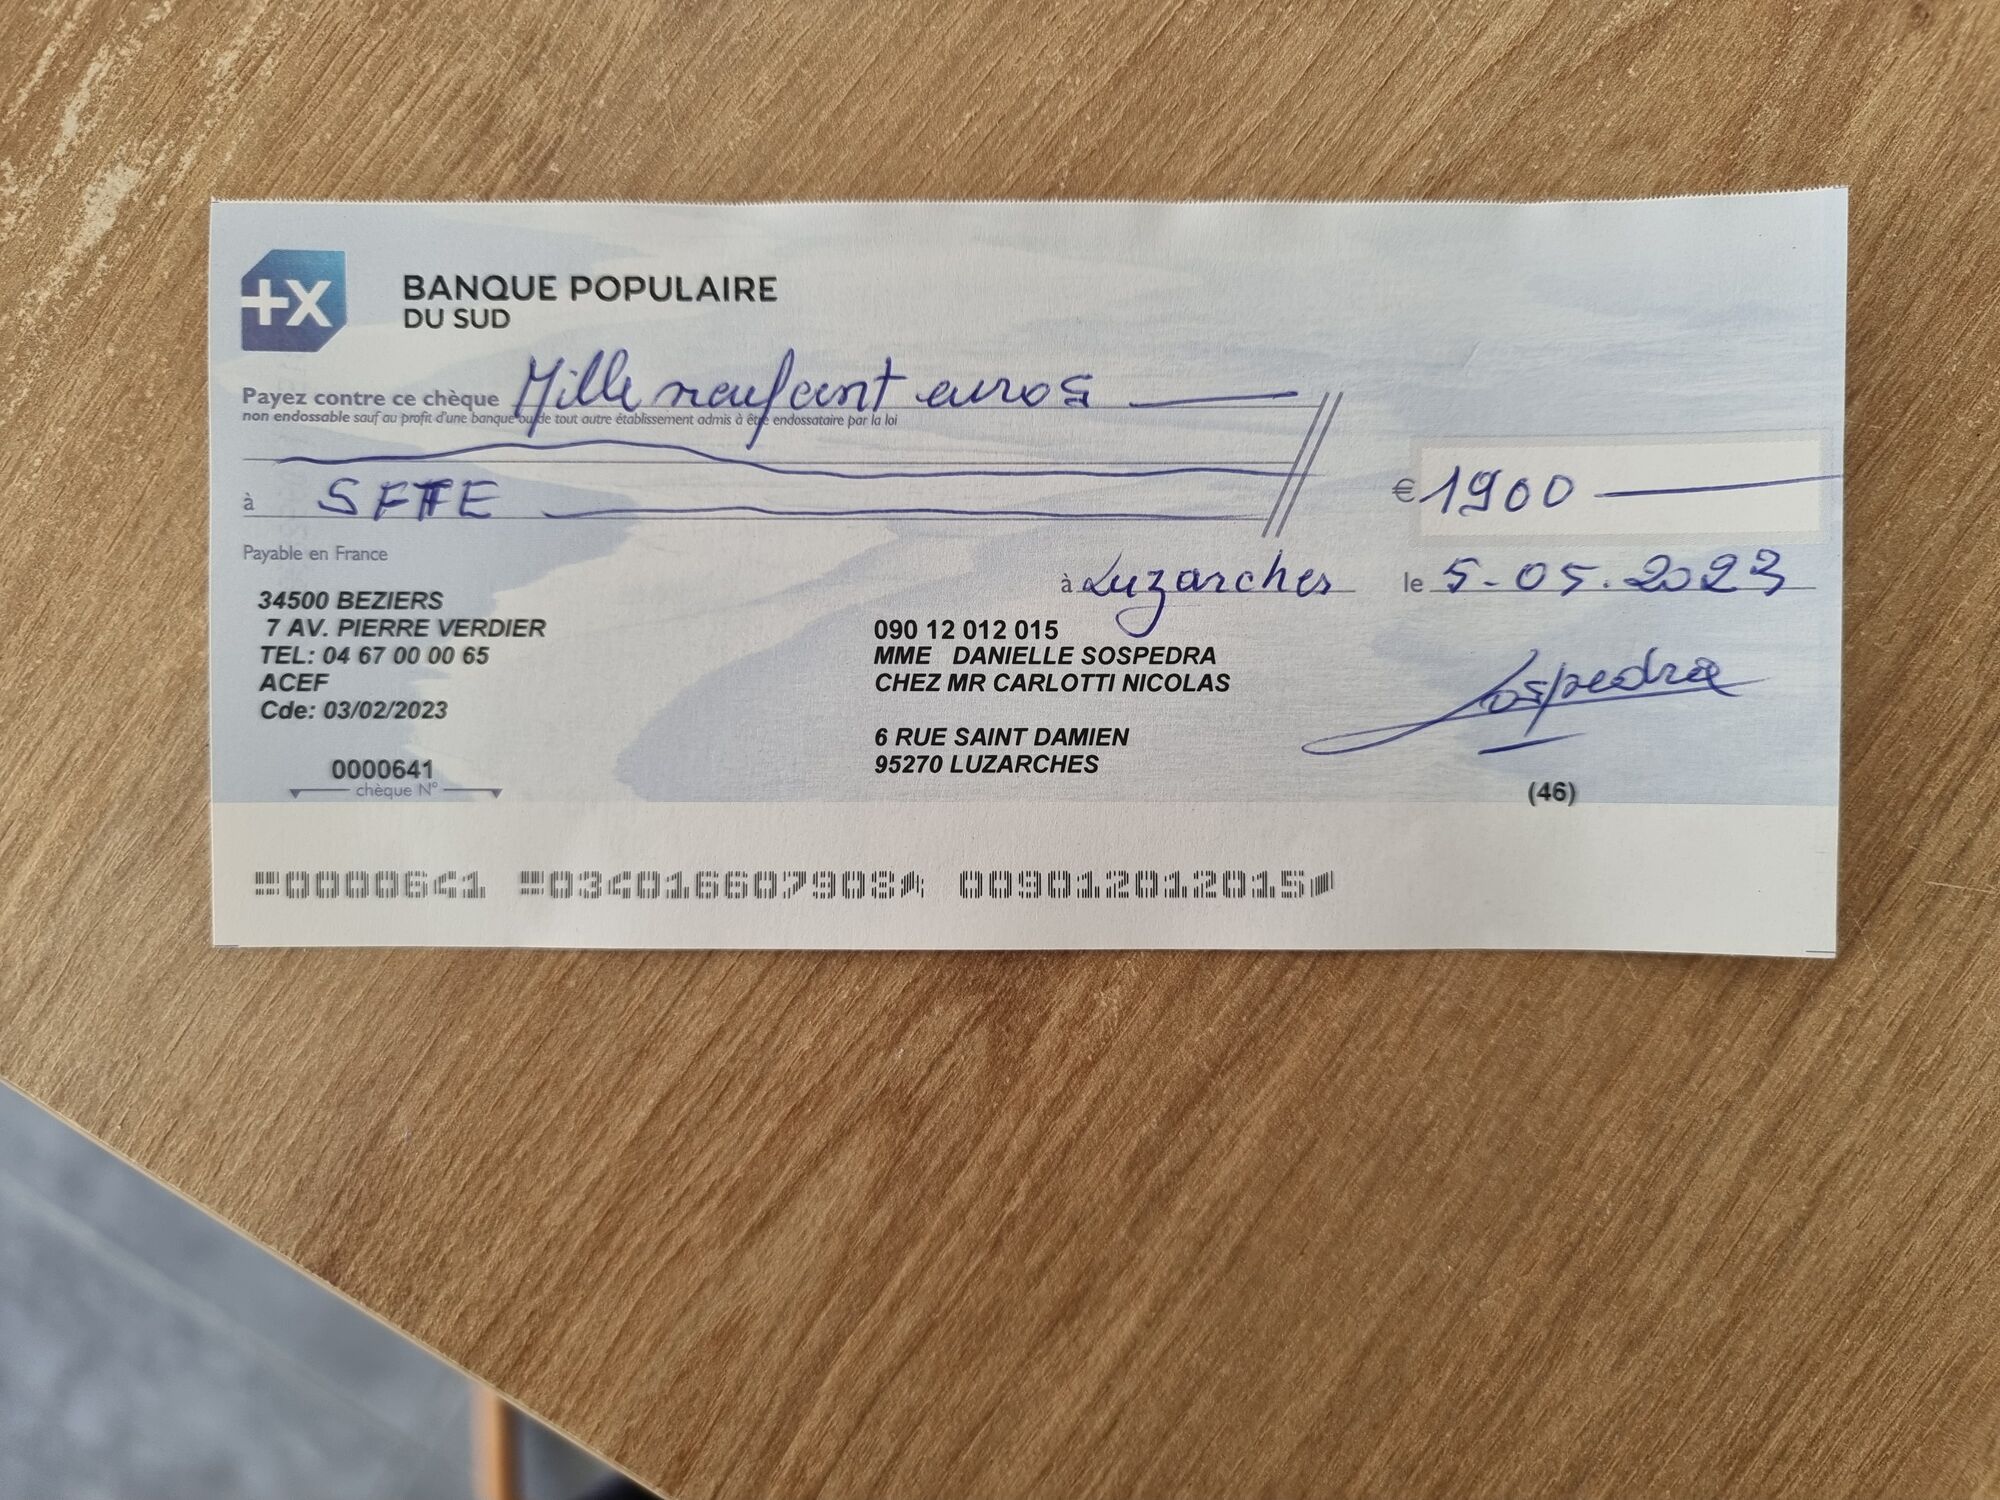 +X
BANQUE POPULAIRE
DU SUD
Payez contre ce chèque Mille neufcent euros
non endossable sauf au profit d'une banque ou de tout autre établissement admis à être endossataire par la loi
€ 1900
à SFTE
Payable en France
à Luzarches le 5-05.2023
34500 BEZIERS
7 AV. PIERRE VERDIER
TEL: 04 67 00 00 65
ACEF
Cde: 03/02/2023
090 12 012 015
MME DANIELLE SOSPEDRA
CHEZ MR CARLOTTI NICOLAS
6 RUE SAINT DAMIEN
95270 LUZARCHES
Sospedra
0000641
chèque N°
(46)
0000641 034016607908 009012012015